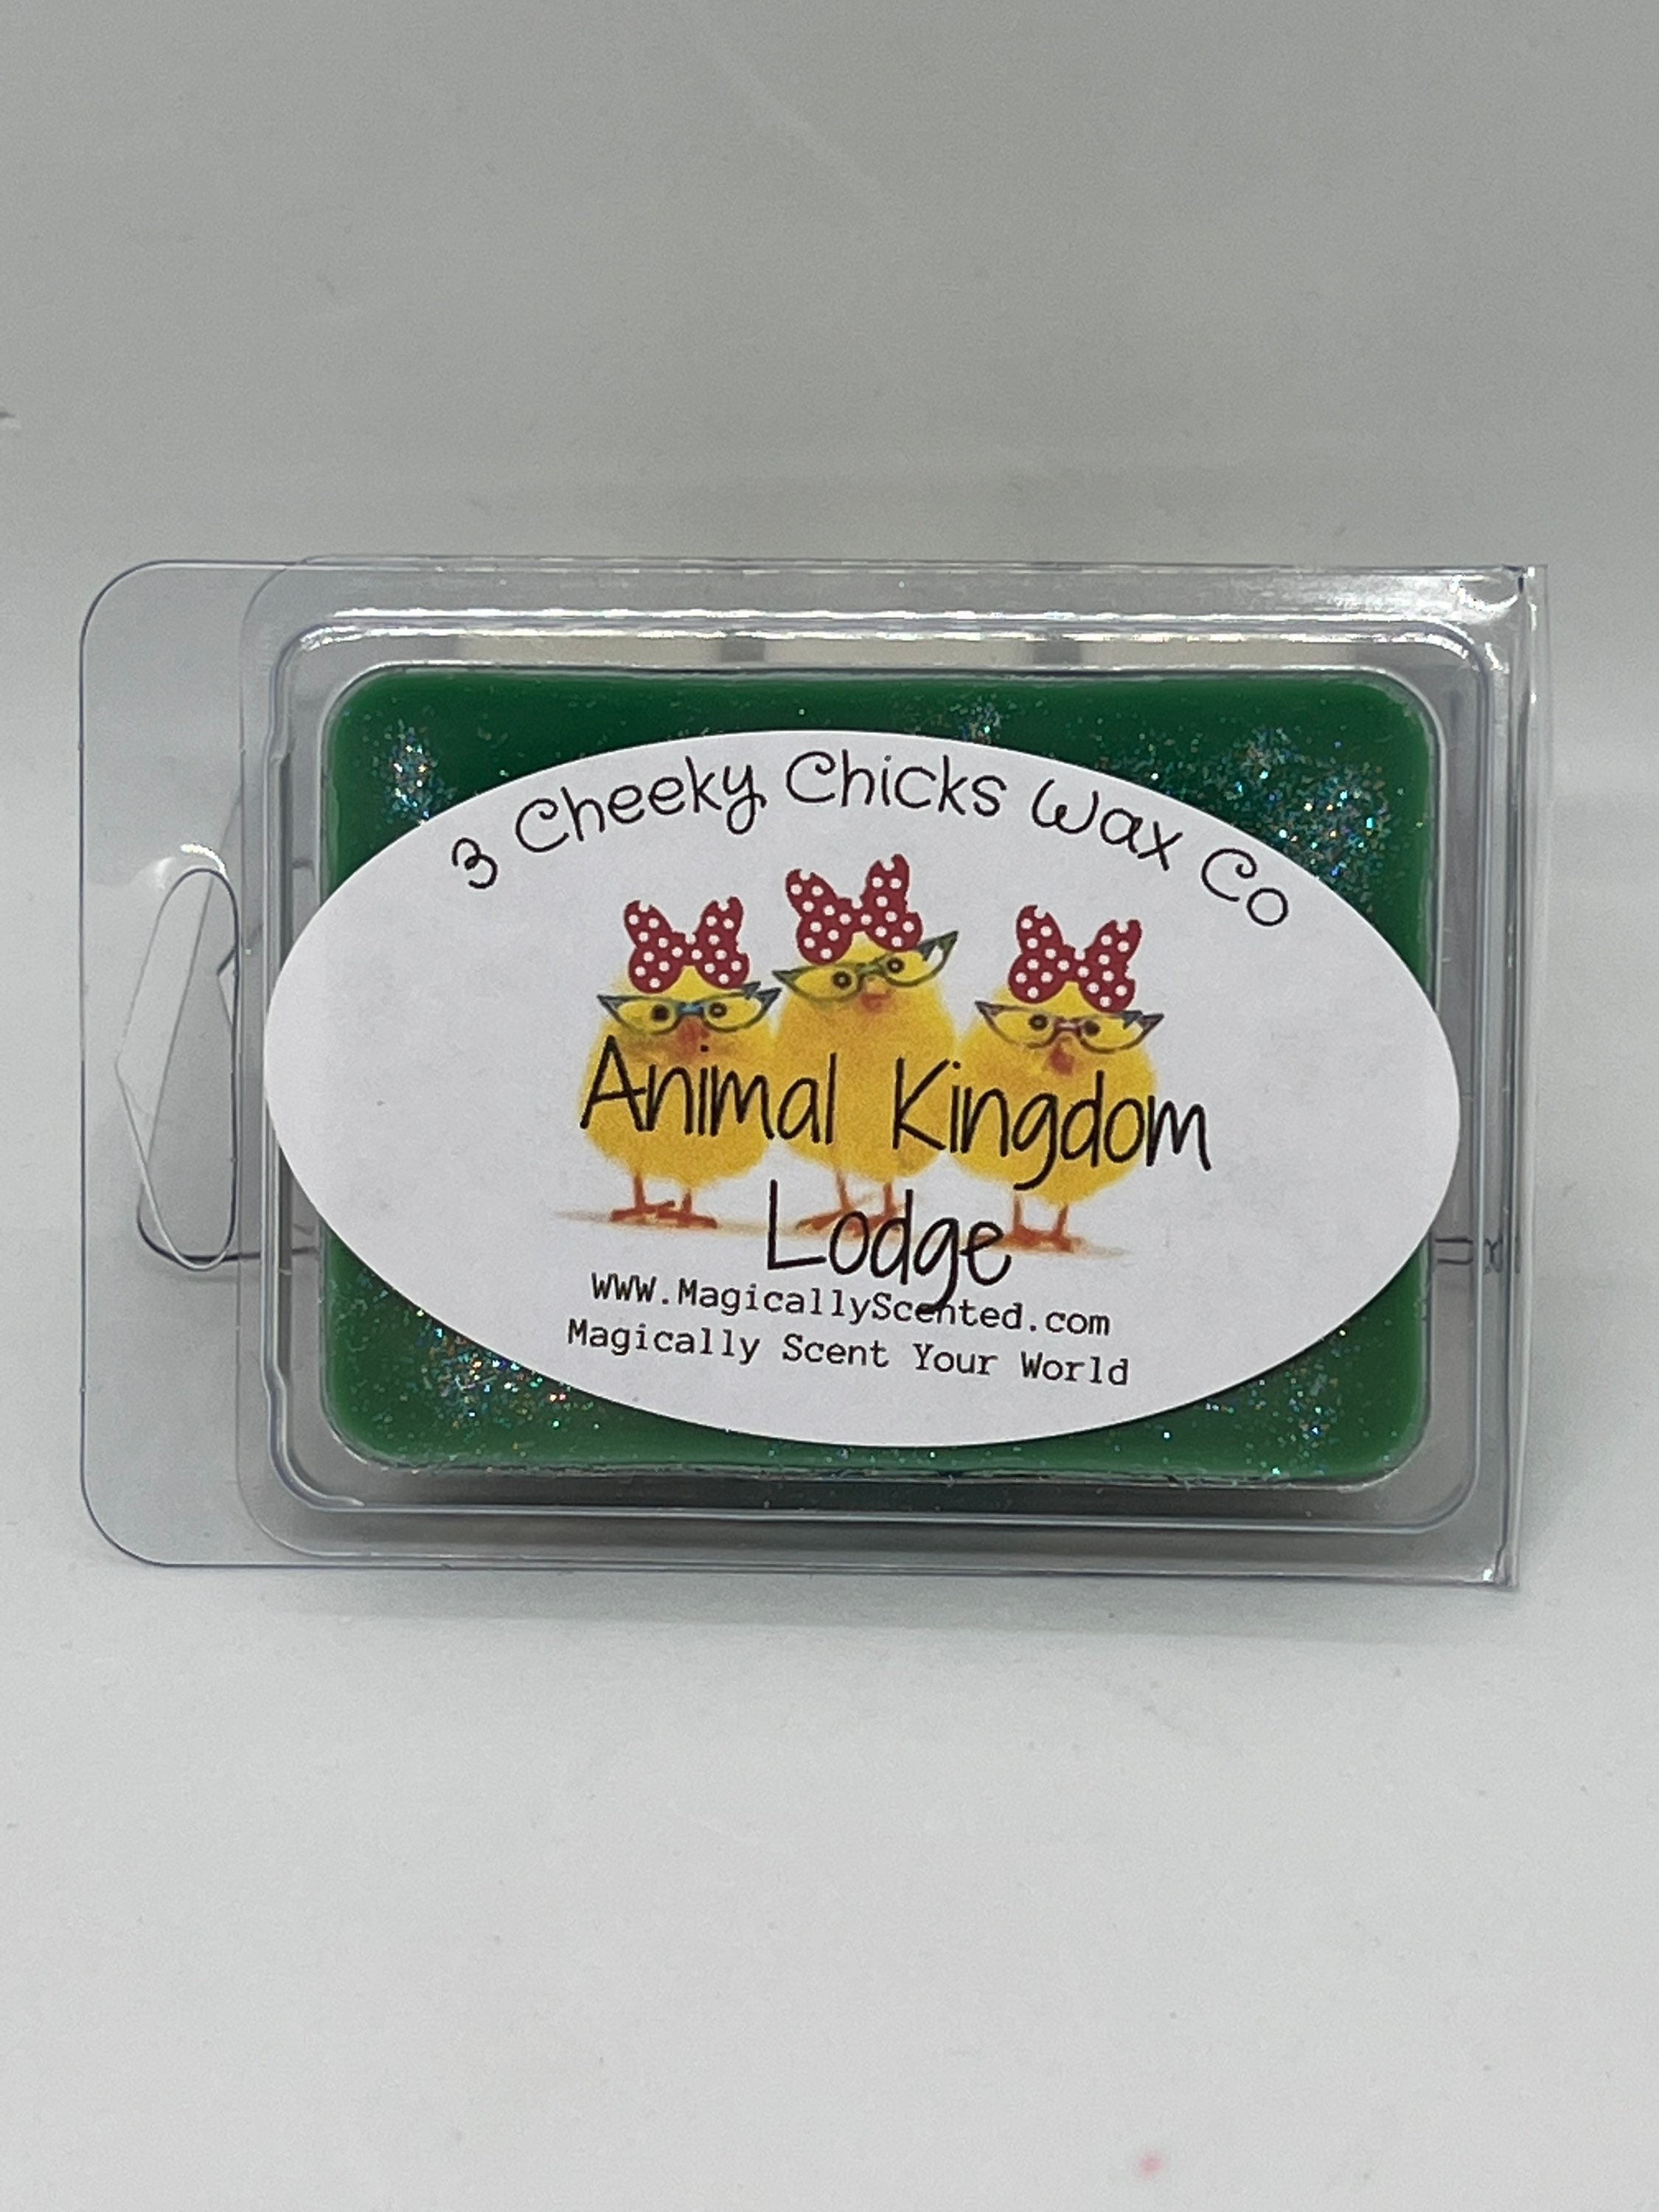 3 Cheeky Chicks Wax Co
Animal Kingdom
Lodge
WWW.MagicallyScented.com
Magically Scent Your World